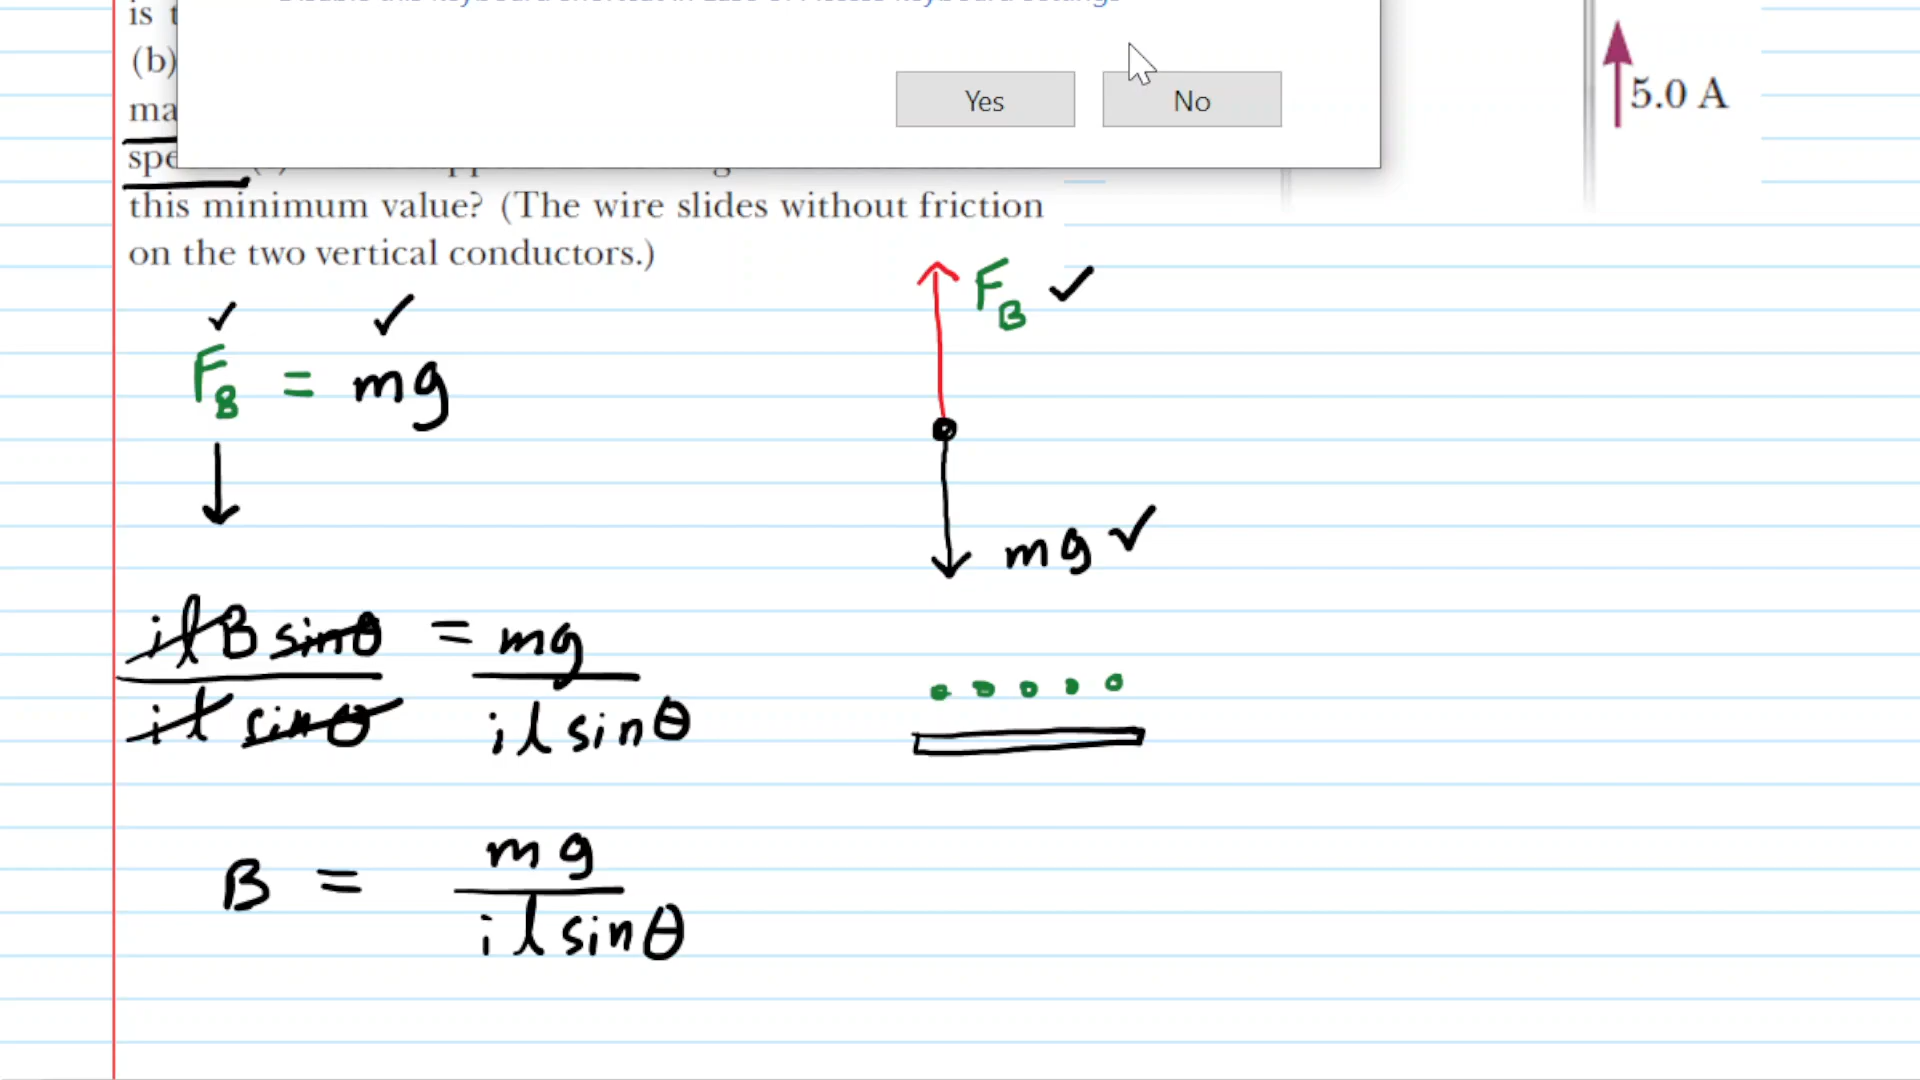 is
(b)
Yes No
5.0 A
this minimum value? (The wire slides without friction
on the two vertical conductors.)
F_B ✓
✓ ✓
F_B = mg
mg ✓
ilB sinθ = mg
il sinθ il sinθ
B = mg
il sinθ